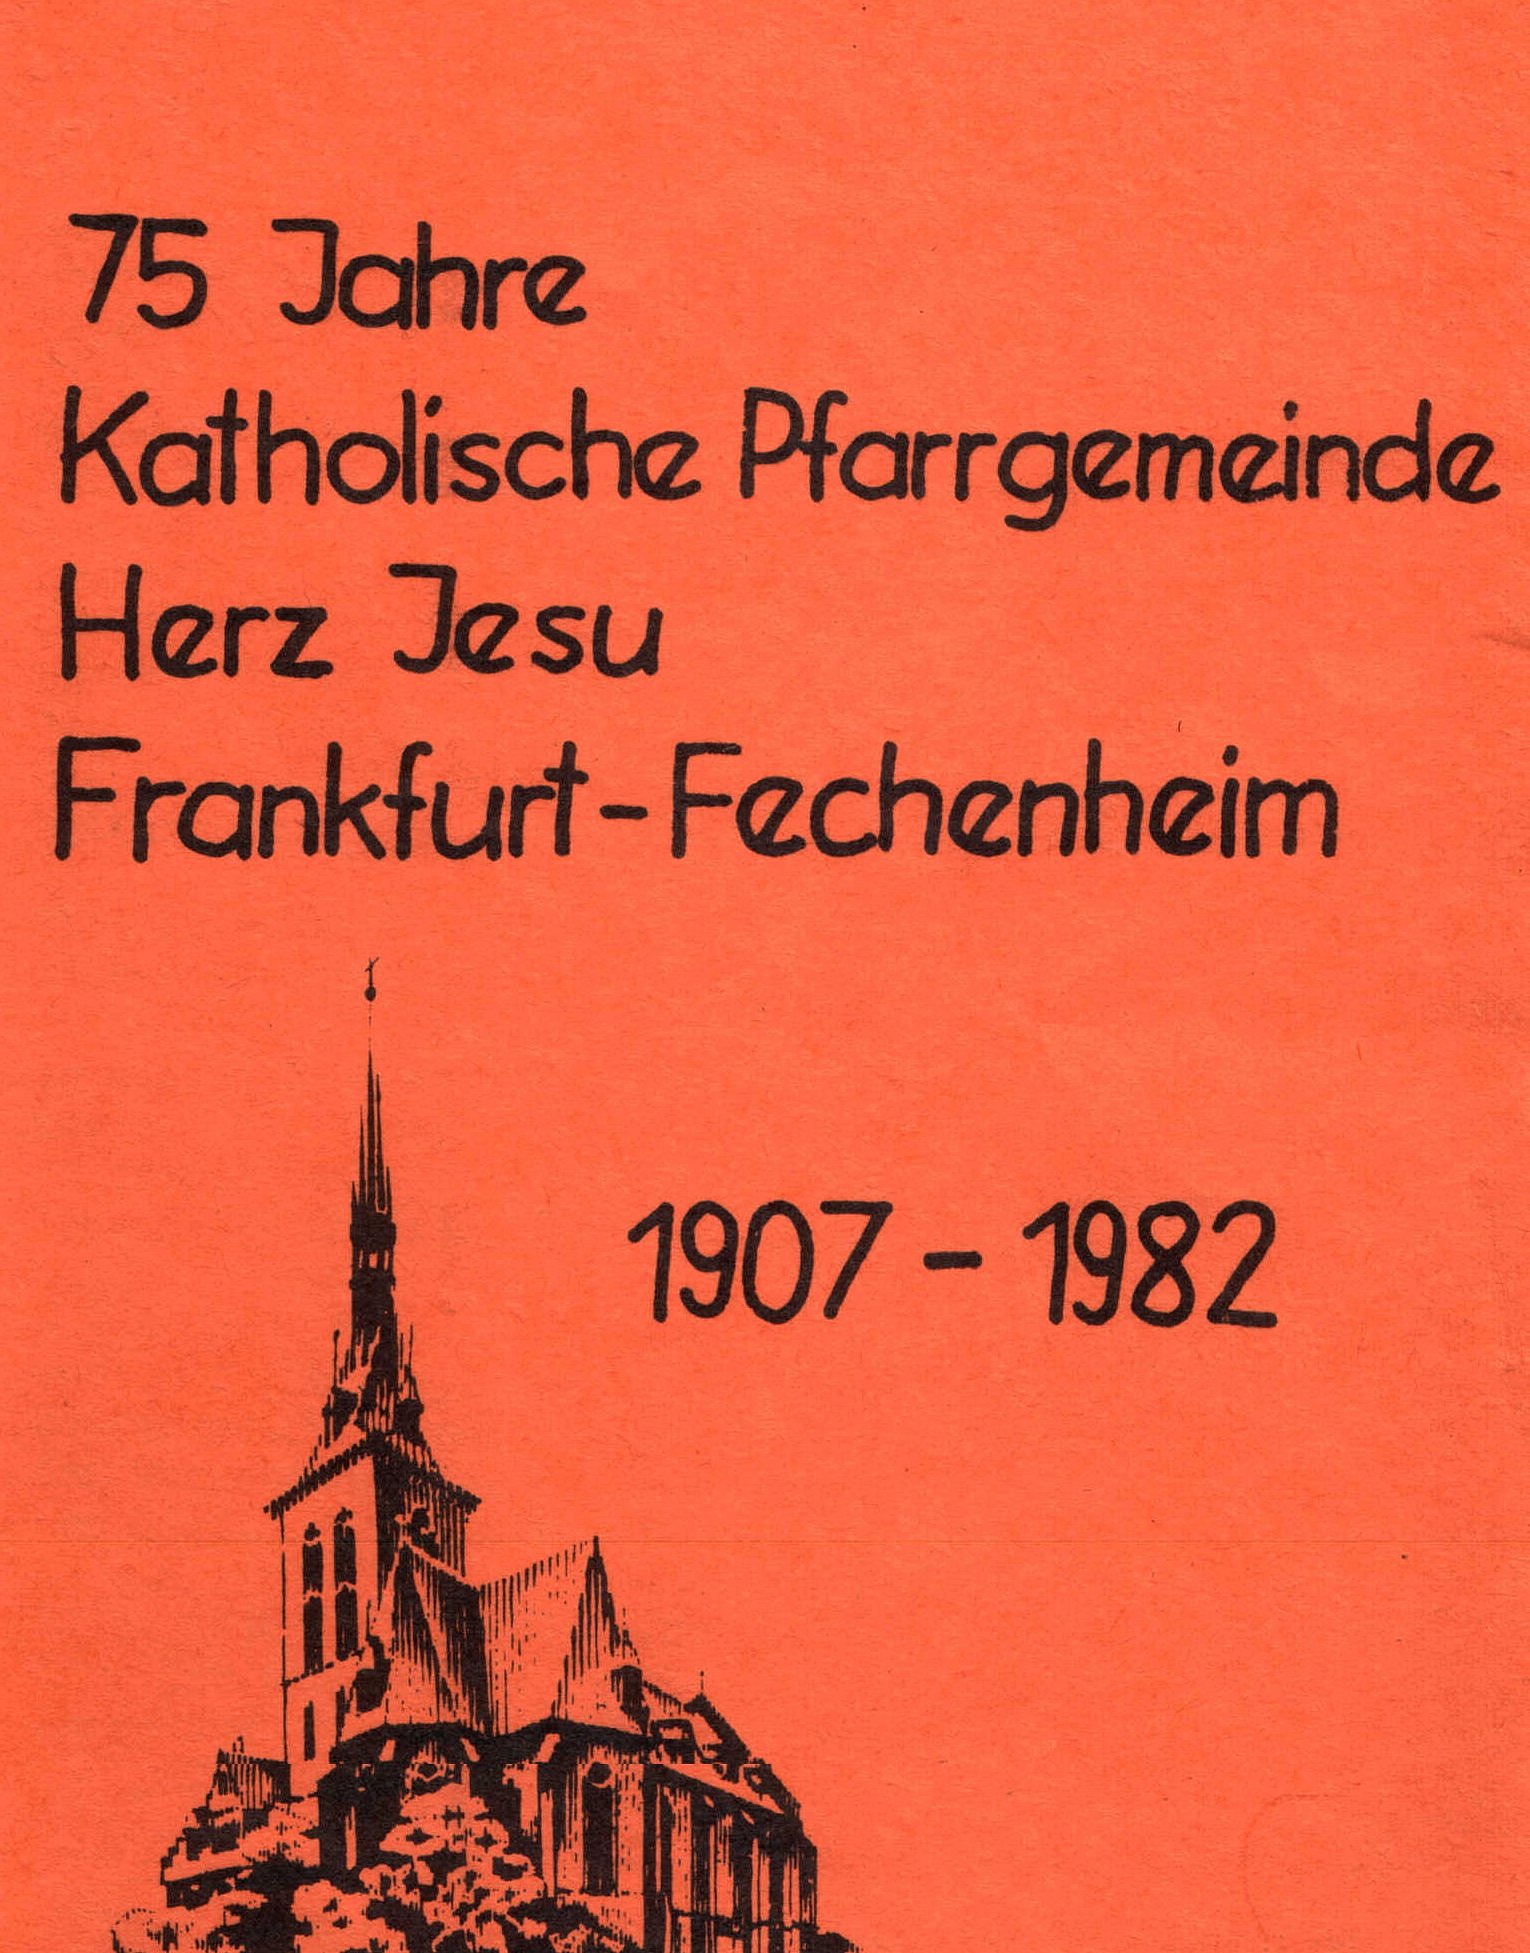 75 Jahre
Katholische Pfarrgemeinde
Herz Jesu
Frankfurt-Fechenheim
1907 - 1982